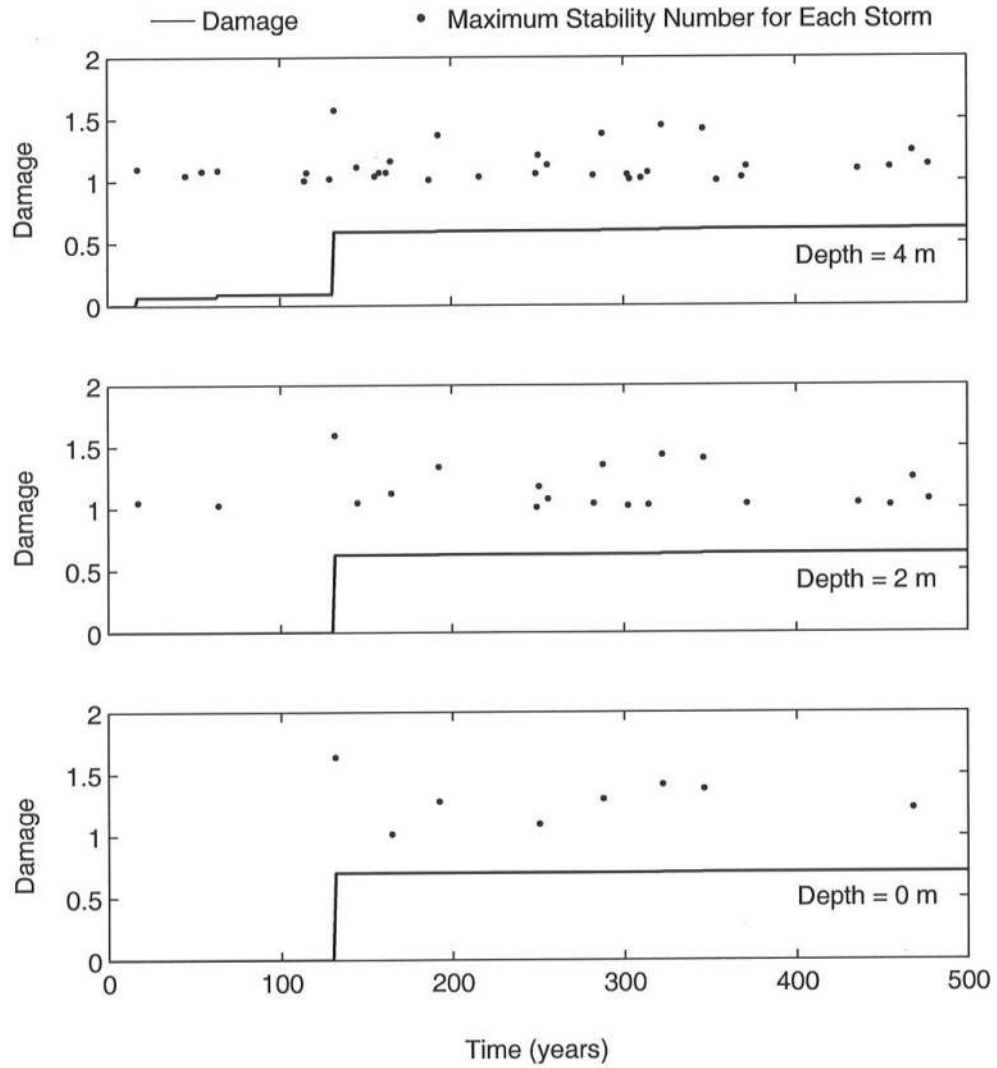 Damage
Maximum Stability Number for Each Storm
2
1.5
1
0.5
0
Damage
Depth = 4 m
2
1.5
1
0.5
0
Damage
Depth = 2 m
2
1.5
1
0.5
0
Damage
Depth = 0 m
0 100 200 300 400 500
Time (years)